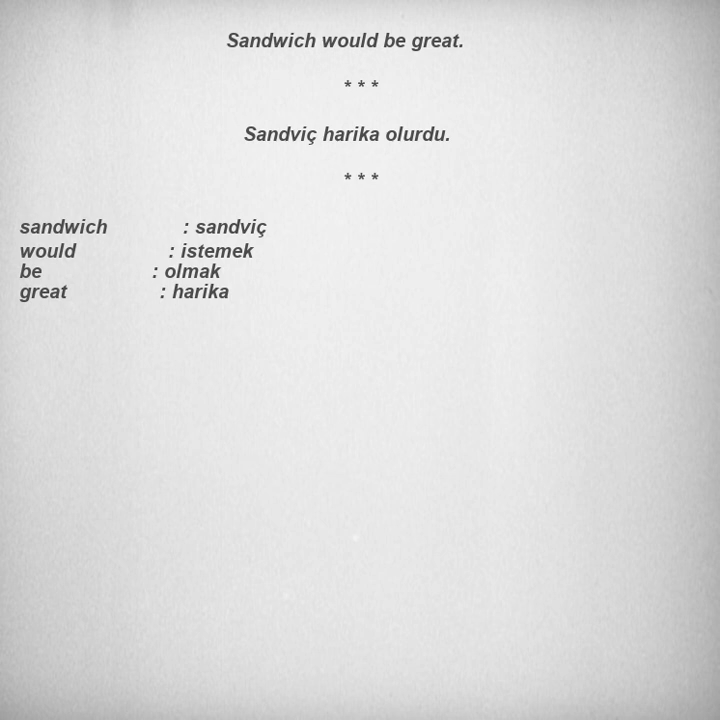 Sandwich would be great.
* * *
Sandviç harika olurdu.
* * *
sandwich : sandviç
would : istemek
be : olmak
great : harika